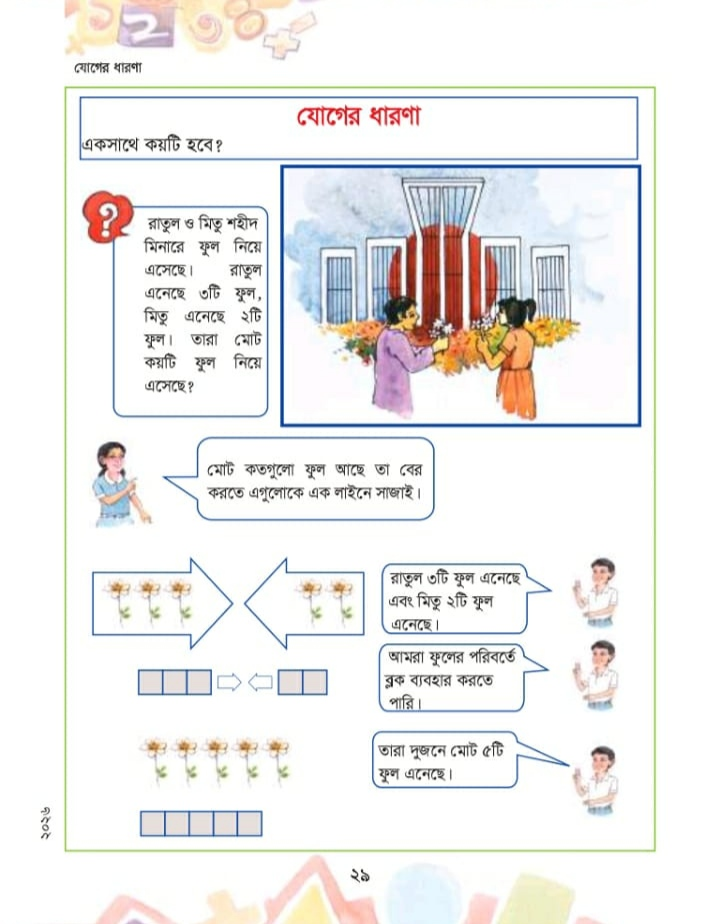 যোগের ধারণা
যোগের ধারণা
একসাথে কয়টি হবে?
?
রাতুল ও মিতু শহীদ
মিনারে ফুল নিয়ে
এসেছে। রাতুল
এনেছে ৩টি ফুল,
মিতু এনেছে ২টি
ফুল। তারা মোট
কয়টি ফুল নিয়ে
এসেছে?
মোট কতগুলো ফুল আছে তা বের
করতে এগুলোকে এক লাইনে সাজাই।
রাতুল ৩টি ফুল এনেছে
এবং মিতু ২টি ফুল
এনেছে।
আমরা ফুলের পরিবর্তে
ব্লক ব্যবহার করতে
পারি।
তারা দুজনে মোট ৫টি
ফুল এনেছে।
২০২৬
২৯